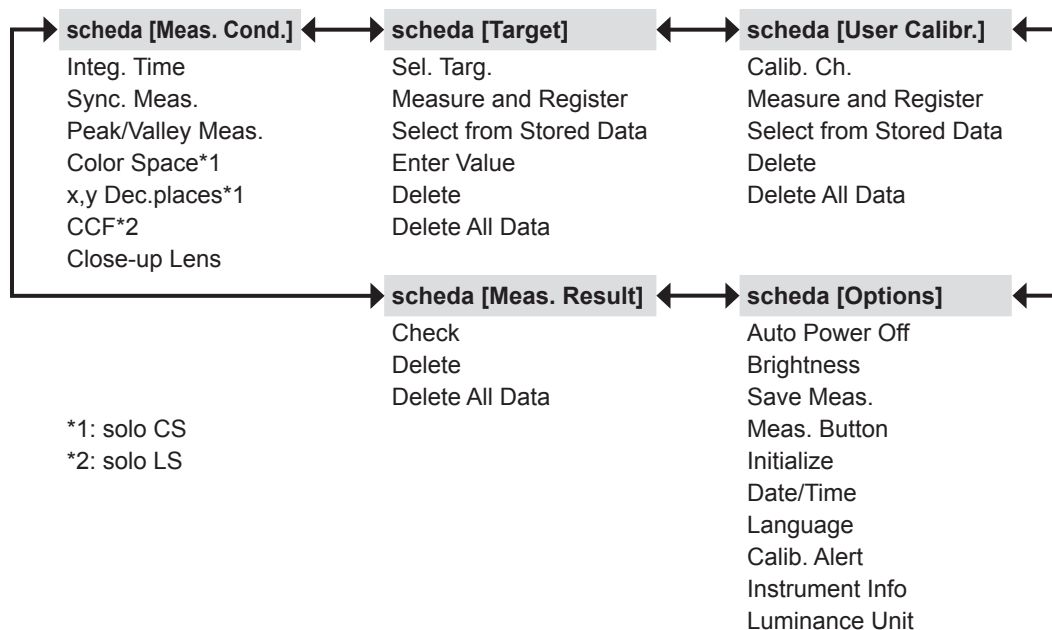 scheda [Meas. Cond.]
Integ. Time
Sync. Meas.
Peak/Valley Meas.
Color Space*1
x,y Dec.places*1
CCF*2
Close-up Lens
scheda [Target]
Sel. Targ.
Measure and Register
Select from Stored Data
Enter Value
Delete
Delete All Data
scheda [User Calibr.]
Calib. Ch.
Measure and Register
Select from Stored Data
Delete
Delete All Data
scheda [Meas. Result]
Check
Delete
Delete All Data
scheda [Options]
Auto Power Off
Brightness
Save Meas.
Meas. Button
Initialize
Date/Time
Language
Calib. Alert
Instrument Info
Luminance Unit
*1: solo CS
*2: solo LS